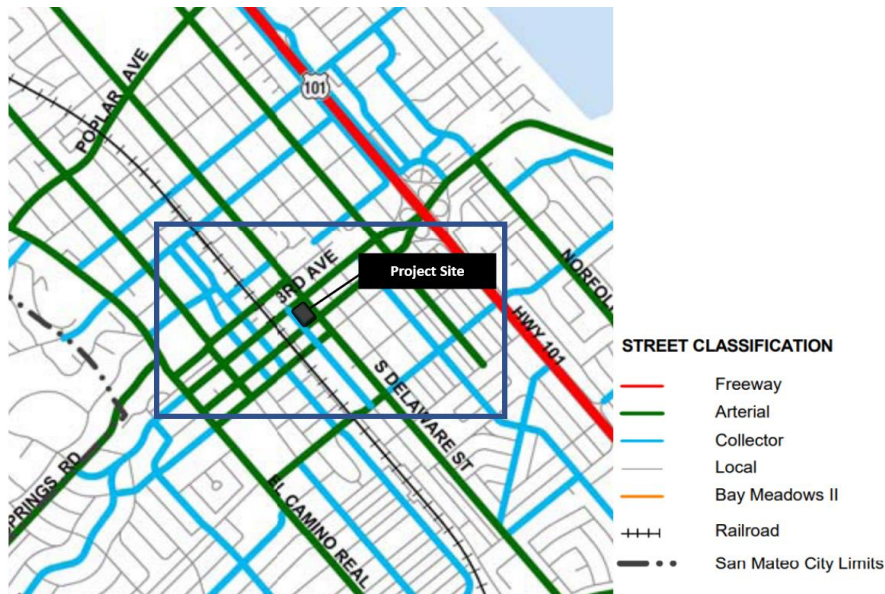 101
POPLAR AVE
3RD AVE
Project Site
NORFOL
HWY 101
S DELAWARE ST
PRINGS RD
EL CAMINO REAL
STREET CLASSIFICATION
Freeway
Arterial
Collector
Local
Bay Meadows II
Railroad
San Mateo City Limits